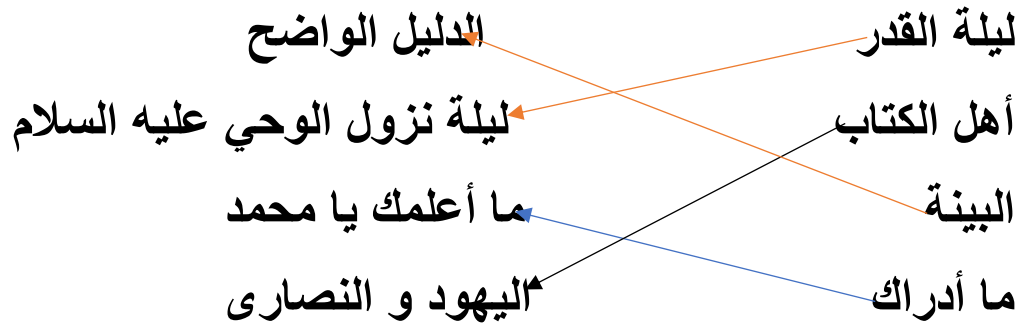 ليلة القدر الدليل الواضح
أهل الكتاب ليلة نزول الوحي عليه السلام
البينة ما أعلمك يا محمد
ما أدراك اليهود و النصارى